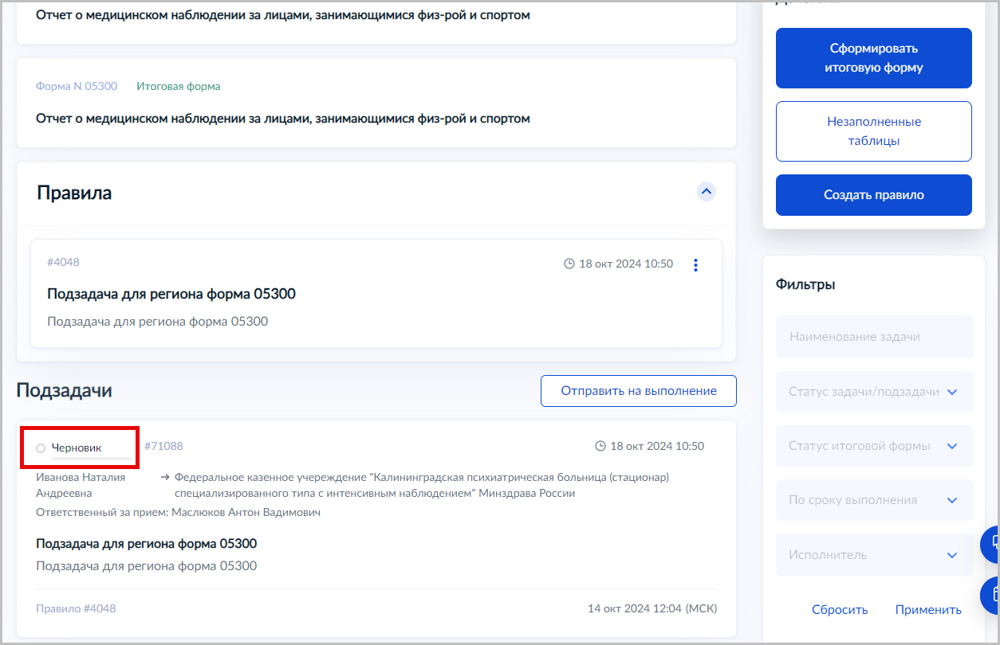 Отчет о медицинском наблюдении за лицами, занимающимися физ-рой и спортом
Форма N 05300 Итоговая форма
Отчет о медицинском наблюдении за лицами, занимающимися физ-рой и спортом
Правила
#4048
18 окт 2024 10:50
Подзадача для региона форма 05300
Подзадача для региона форма 05300
Подзадачи
Отправить на выполнение
Черновик
#71088
18 окт 2024 10:50
Иванова Наталия
Андреевна
→ Федеральное казенное учереждение "Калининградская психиатрическая больница (стационар)
специализированного типа с интенсивным наблюдением" Минздрава России
Ответственный за прием: Маслюков Антон Вадимович
Подзадача для региона форма 05300
Подзадача для региона форма 05300
Правило #4048
14 окт 2024 12:04 (МСК)
Сформировать
итоговую форму
Незаполненные
таблицы
Создать правило
Фильтры
Наименование задачи
Статус задачи/подзадачи
Статус итоговой формы
По сроку выполнения
Исполнитель
Сбросить
Применить